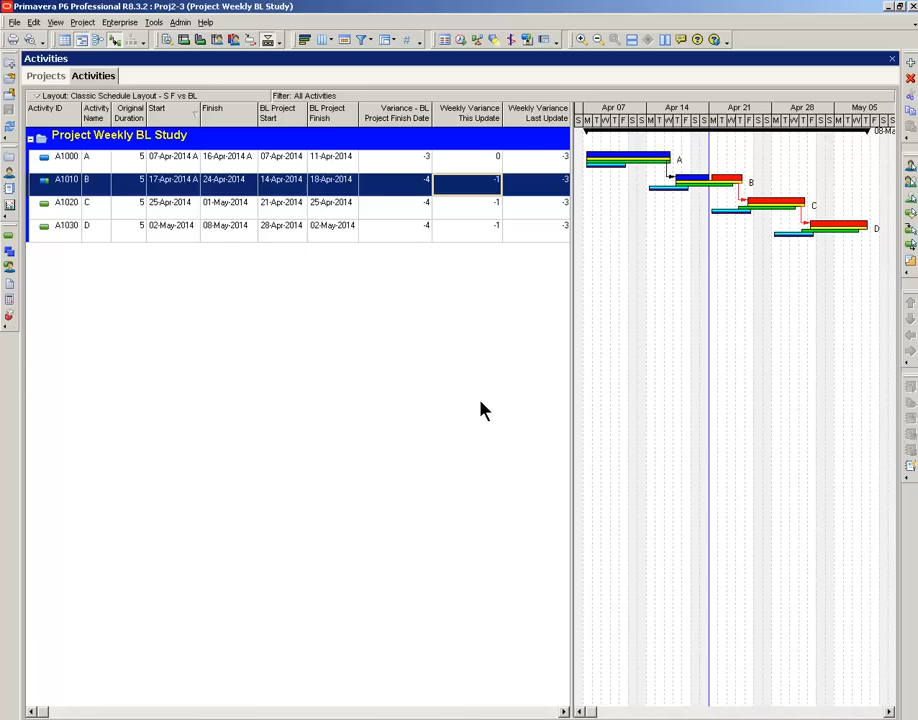 Primavera P6 Professional R8.3.2 : Proj2-3 (Project Weekly BL Study)
File Edit View Project Enterprise Tools Admin Help
Activities
Projects Activities
Layout: Classic Schedule Layout - S F vs BL Filter: All Activities
Activity ID Activity Name Original Duration Start Finish BL Project Start BL Project Finish Variance - BL Project Finish Date Weekly Variance This Update Weekly Variance Last Update
Apr 07 Apr 14 Apr 21 Apr 28 May 05
S M T W T F S S M T W T F S S M T W T F S S M T W T F S S M T W T F S S
Project Weekly BL Study
08-Ma
A1000 A 5 07-Apr-2014 A 16-Apr-2014 A 07-Apr-2014 11-Apr-2014 -3 0 -3
A
A1010 B 5 17-Apr-2014 A 24-Apr-2014 14-Apr-2014 18-Apr-2014 -4 -1 -3
B
A1020 C 5 25-Apr-2014 01-May-2014 21-Apr-2014 25-Apr-2014 -4 -1 -3
C
A1030 D 5 02-May-2014 08-May-2014 28-Apr-2014 02-May-2014 -4 -1 -3
D